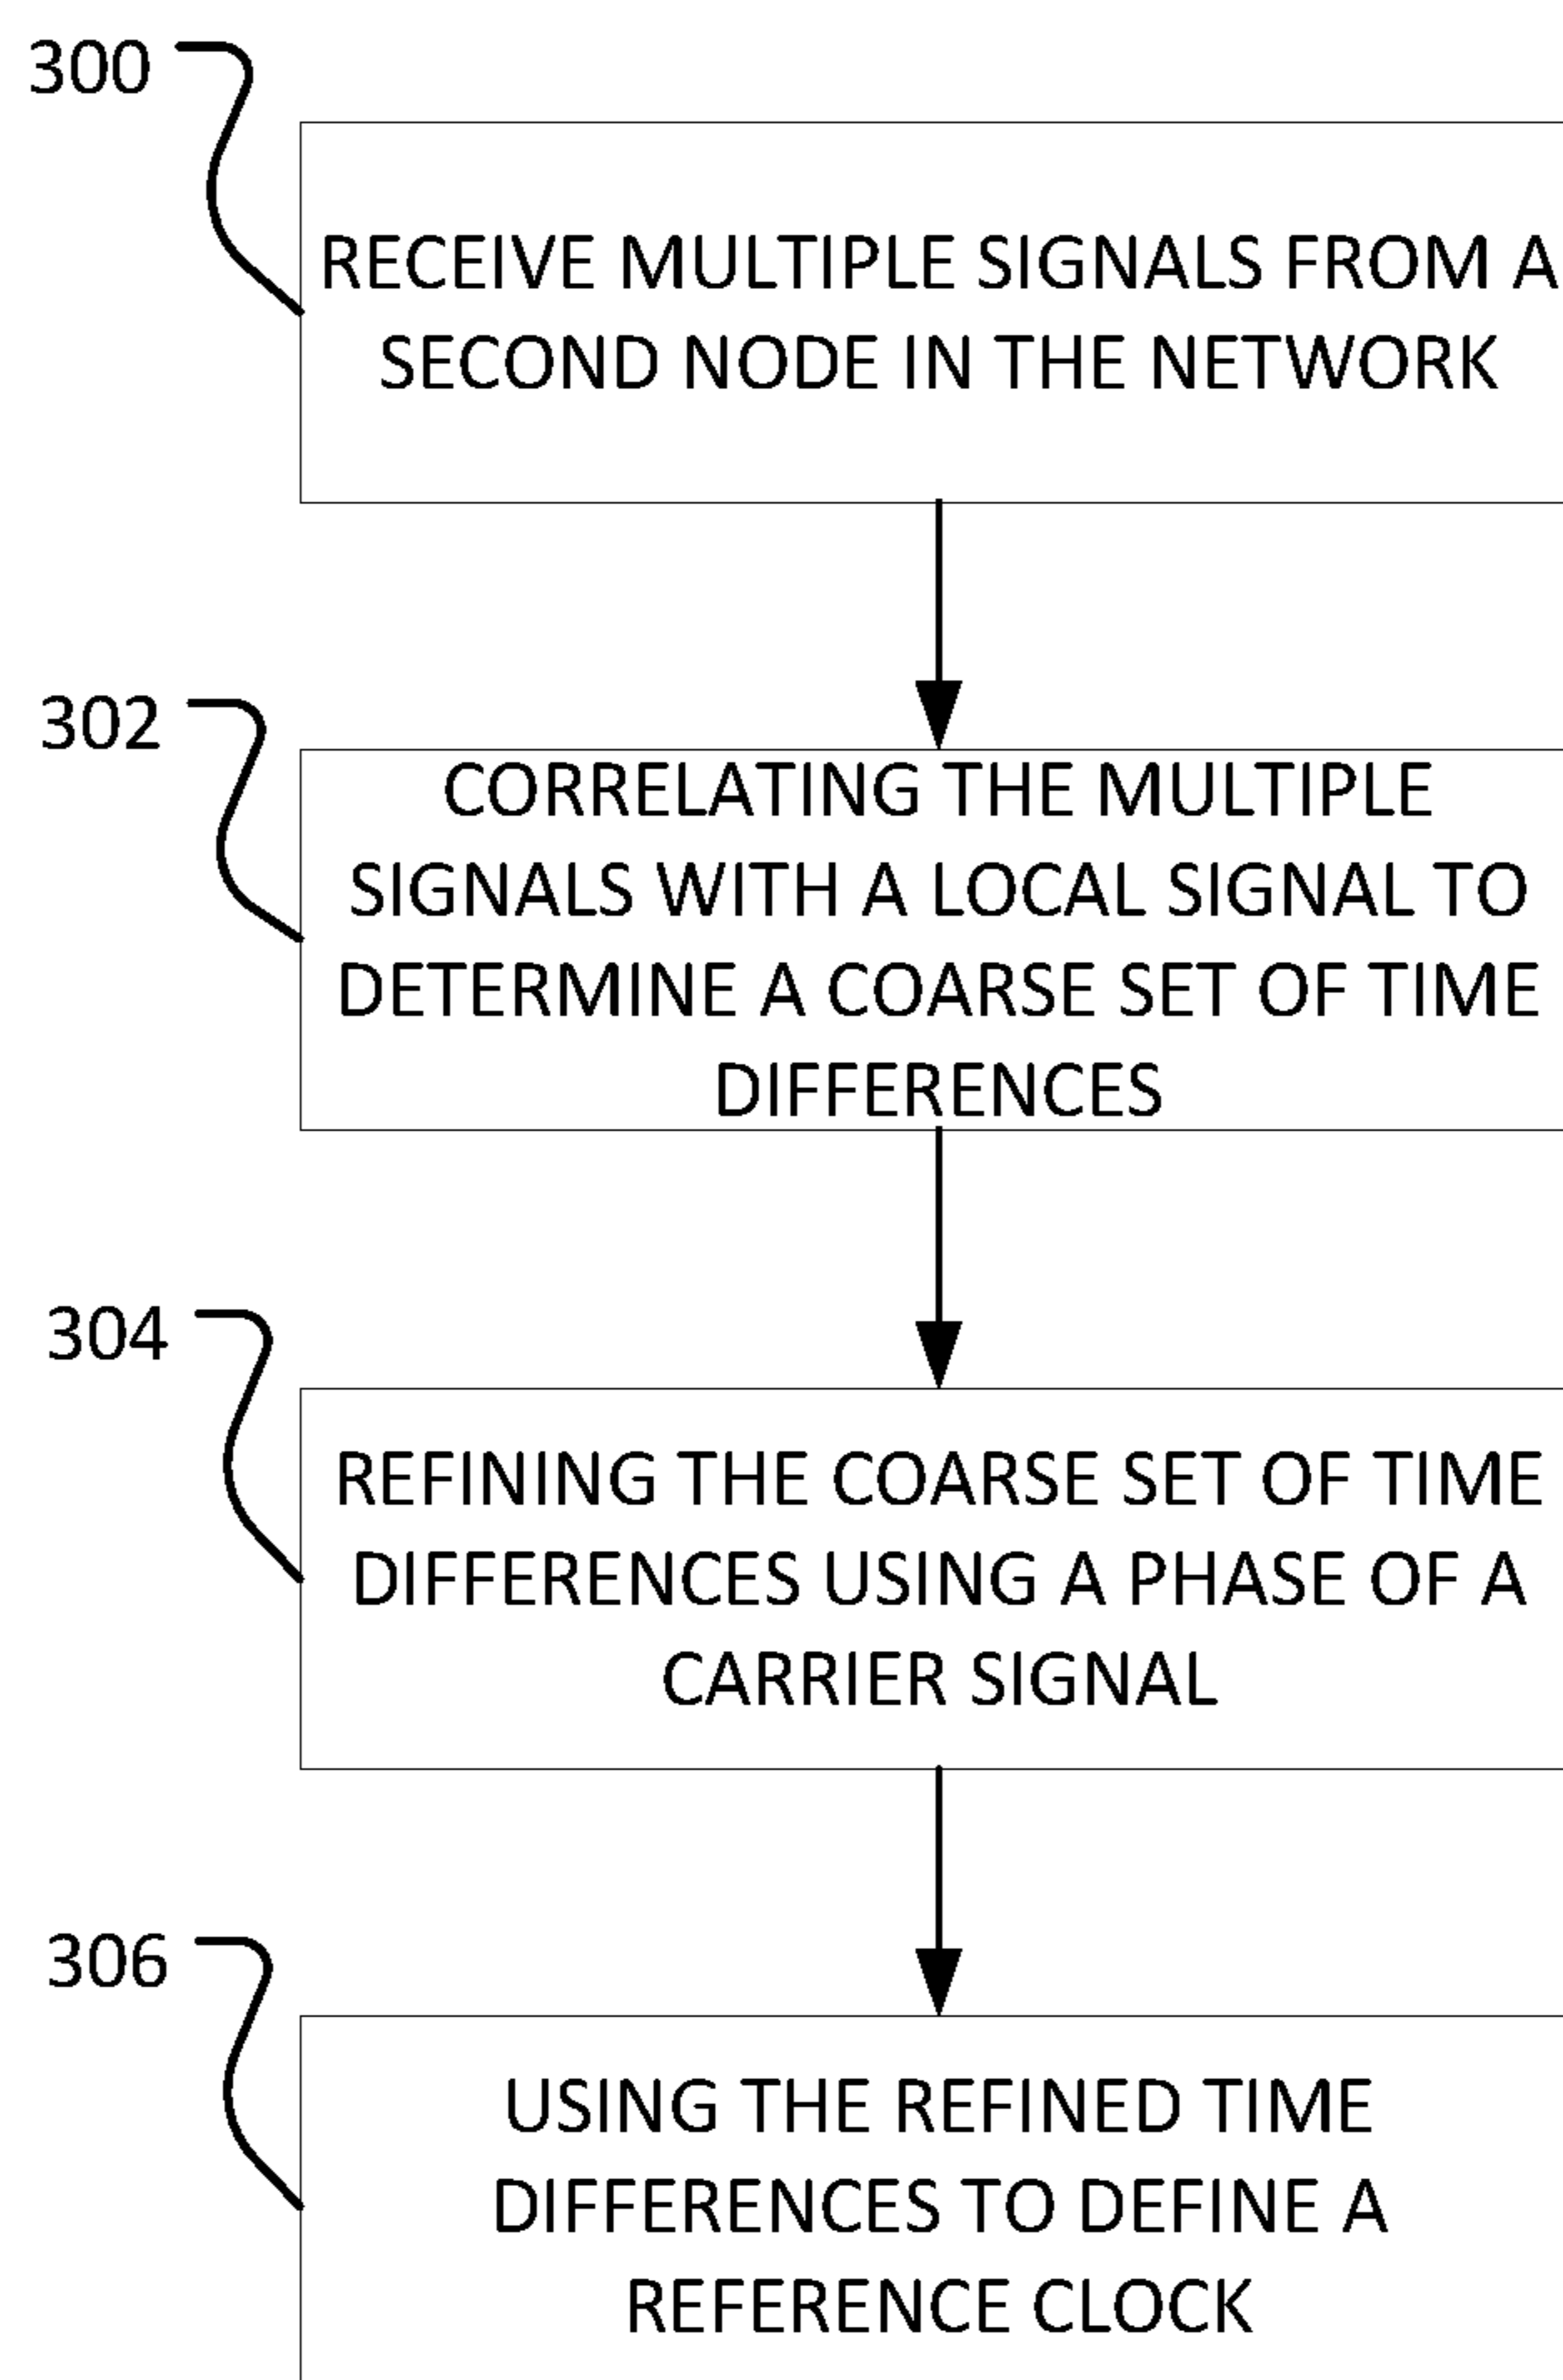 300
RECEIVE MULTIPLE SIGNALS FROM A
SECOND NODE IN THE NETWORK
302
CORRELATING THE MULTIPLE
SIGNALS WITH A LOCAL SIGNAL TO
DETERMINE A COARSE SET OF TIME
DIFFERENCES
304
REFINING THE COARSE SET OF TIME
DIFFERENCES USING A PHASE OF A
CARRIER SIGNAL
306
USING THE REFINED TIME
DIFFERENCES TO DEFINE A
REFERENCE CLOCK